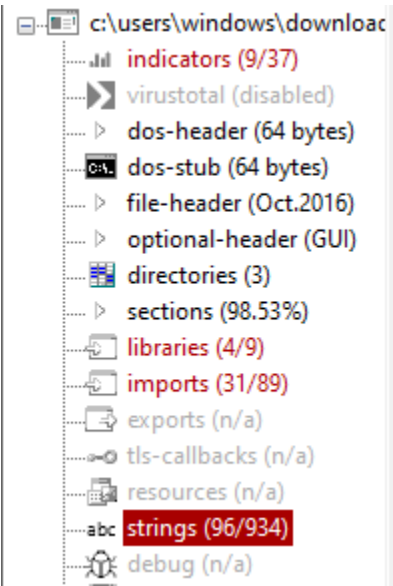 c:\users\windows\download
indicators (9/37)
virustotal (disabled)
dos-header (64 bytes)
dos-stub (64 bytes)
file-header (Oct.2016)
optional-header (GUI)
directories (3)
sections (98.53%)
libraries (4/9)
imports (31/89)
exports (n/a)
tls-callbacks (n/a)
resources (n/a)
abc strings (96/934)
debug (n/a)